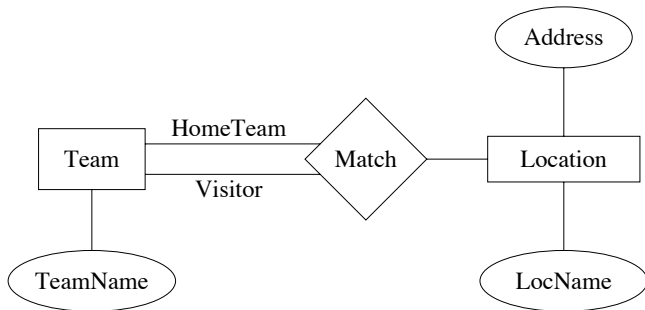 Address
HomeTeam
Team
Match
Location
Visitor
TeamName
LocName